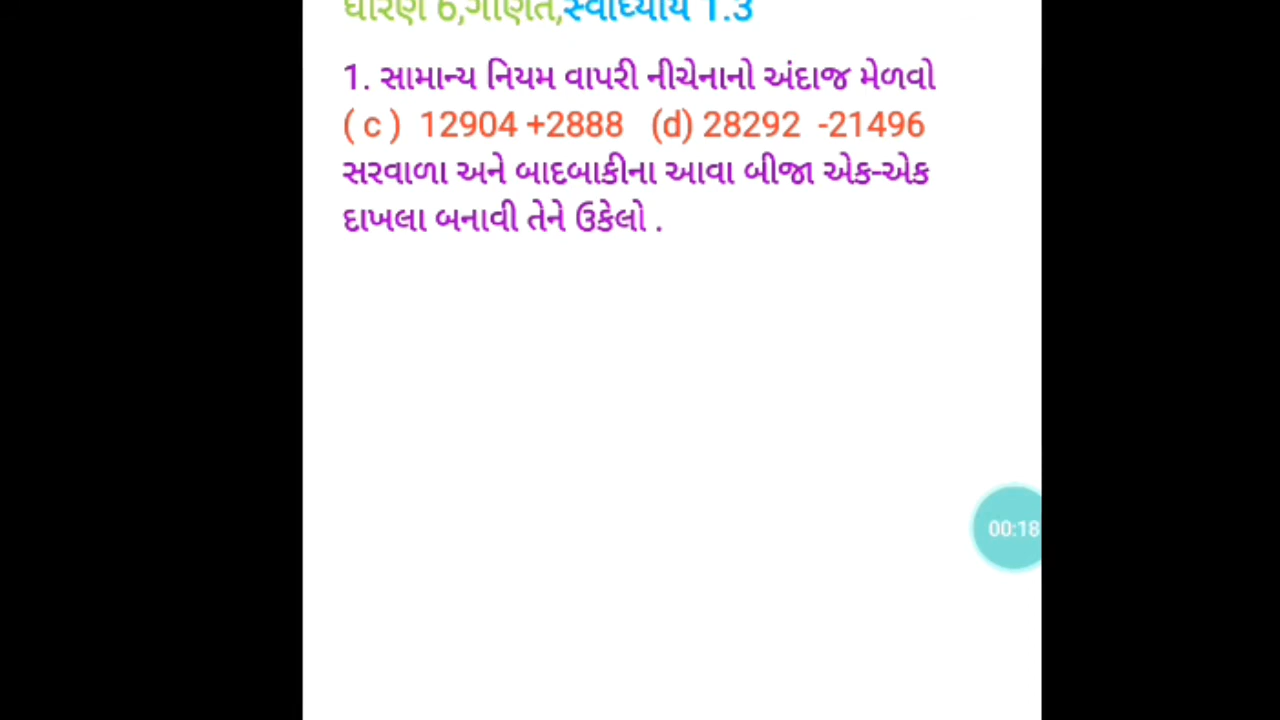 ધોરણ 6,ગણિત,સ્વાધ્યાય 1.3
1. સામાન્ય નિયમ વાપરી નીચેનાનો અંદાજ મેળવો
( c ) 12904 +2888 (d) 28292 -21496
સરવાળા અને બાદબાકીના આવા બીજા એક-એક
દાખલા બનાવી તેને ઉકેલો .
00:18